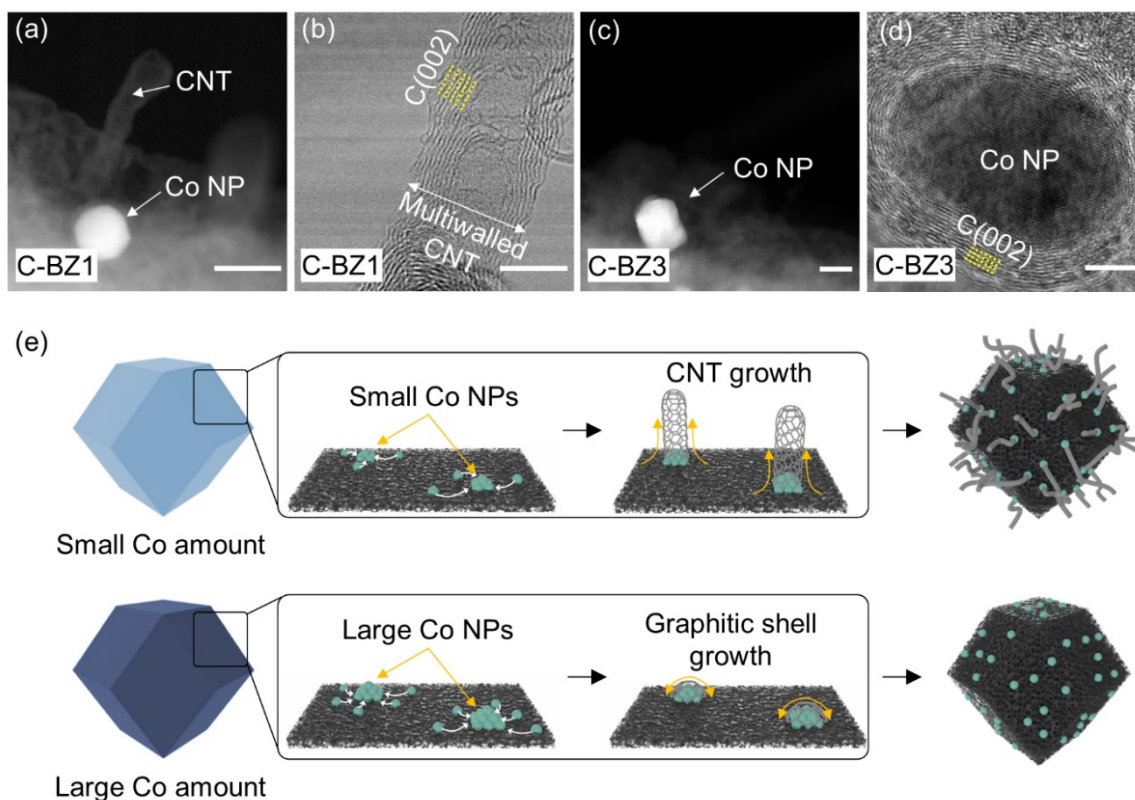 (a)
CNT
Co NP
C-BZ1
(b)
C(002)
Multiwalled
CNT
C-BZ1
(c)
Co NP
C-BZ3
(d)
Co NP
C(002)
C-BZ3
(e)
Small Co amount
Small Co NPs
CNT growth
Large Co amount
Large Co NPs
Graphitic shell
growth